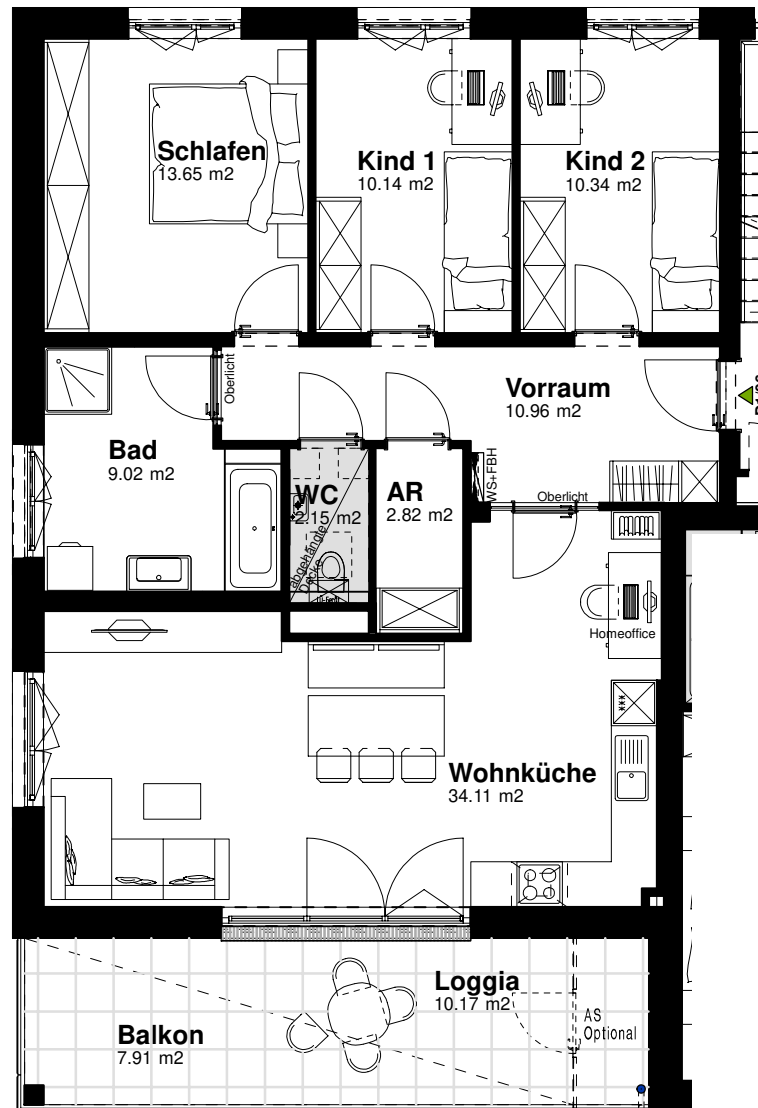 Schlafen
13.65 m2
Kind 1
10.14 m2
Kind 2
10.34 m2
Oberlicht
Vorraum
10.96 m2
Bad
9.02 m2
WC
2.15 m2
abgehängte
Decke
AR
2.82 m2
WS+FBH
Oberlicht
Homeoffice
Wohnküche
34.11 m2
Loggia
10.17 m2
AS
Optional
Balkon
7.91 m2